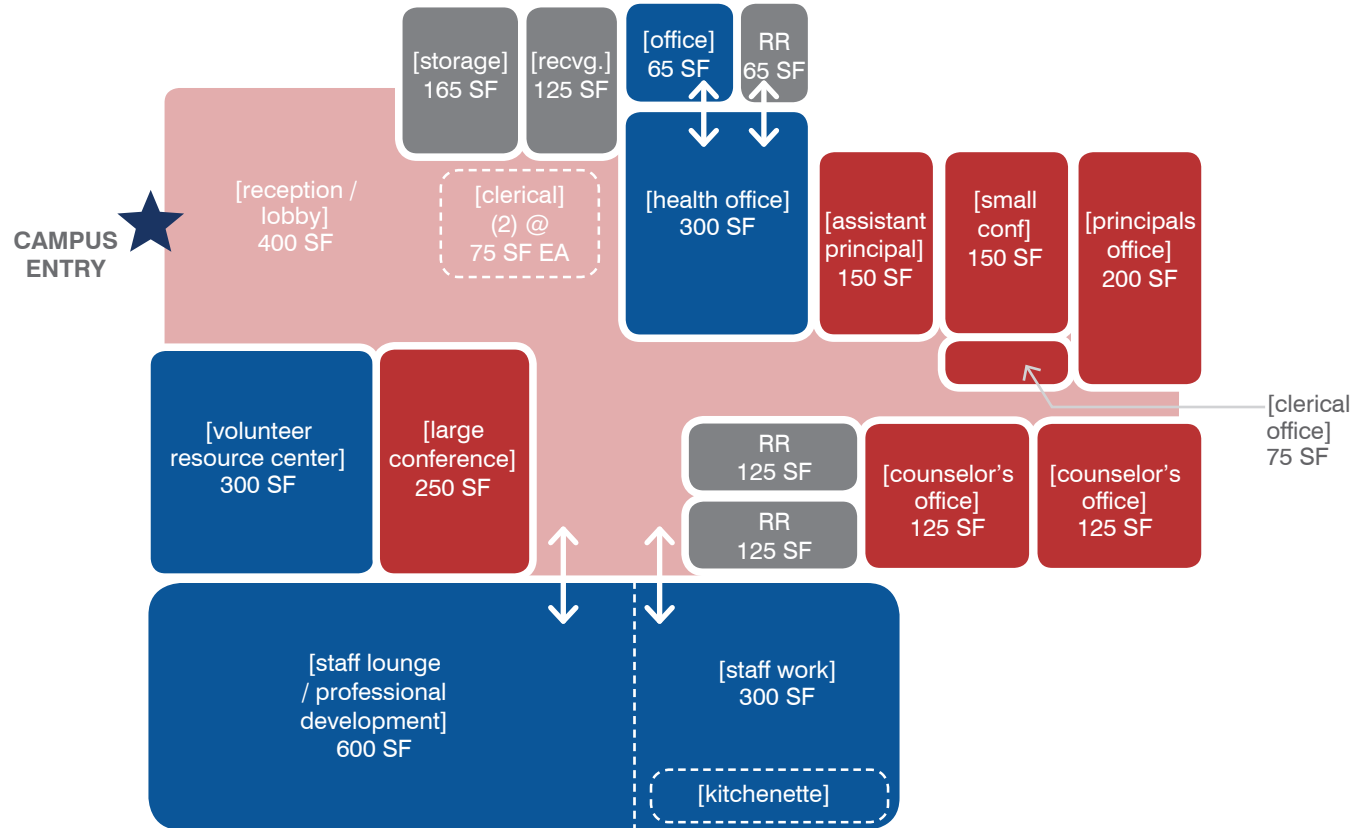 [storage]
165 SF
[recvg.]
125 SF
[office]
65 SF
RR
65 SF
CAMPUS
ENTRY
[reception /
lobby]
400 SF
[clerical]
(2) @
75 SF EA
[health office]
300 SF
[assistant
principal]
150 SF
[small
conf]
150 SF
[principals
office]
200 SF
[clerical
office]
75 SF
[volunteer
resource center]
300 SF
[large
conference]
250 SF
RR
125 SF
RR
125 SF
[counselor’s
office]
125 SF
[counselor’s
office]
125 SF
[staff lounge
/ professional
development]
600 SF
[staff work]
300 SF
[kitchenette]